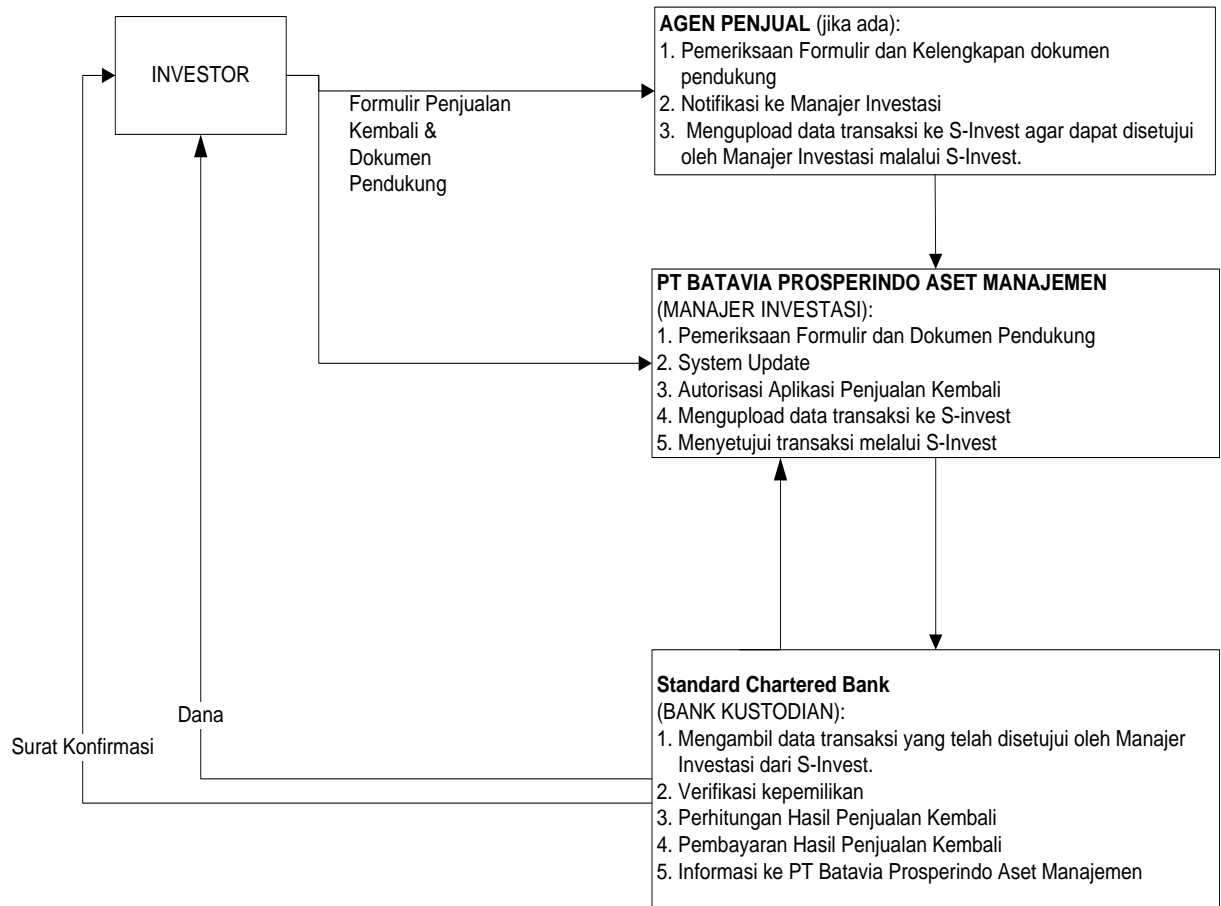 INVESTOR
Formulir Penjualan
Kembali &
Dokumen
Pendukung
AGEN PENJUAL (jika ada):
1. Pemeriksaan Formulir dan Kelengkapan dokumen
pendukung
2. Notifikasi ke Manajer Investasi
3. Mengupload data transaksi ke S-Invest agar dapat disetujui
oleh Manajer Investasi malalui S-Invest.
PT BATAVIA PROSPERINDO ASET MANAJEMEN
(MANAJER INVESTASI):
1. Pemeriksaan Formulir dan Dokumen Pendukung
2. System Update
3. Autorisasi Aplikasi Penjualan Kembali
4. Mengupload data transaksi ke S-invest
5. Menyetujui transaksi melalui S-Invest
Dana
Surat Konfirmasi
Standard Chartered Bank
(BANK KUSTODIAN):
1. Mengambil data transaksi yang telah disetujui oleh Manajer
Investasi dari S-Invest.
2. Verifikasi kepemilikan
3. Perhitungan Hasil Penjualan Kembali
4. Pembayaran Hasil Penjualan Kembali
5. Informasi ke PT Batavia Prosperindo Aset Manajemen